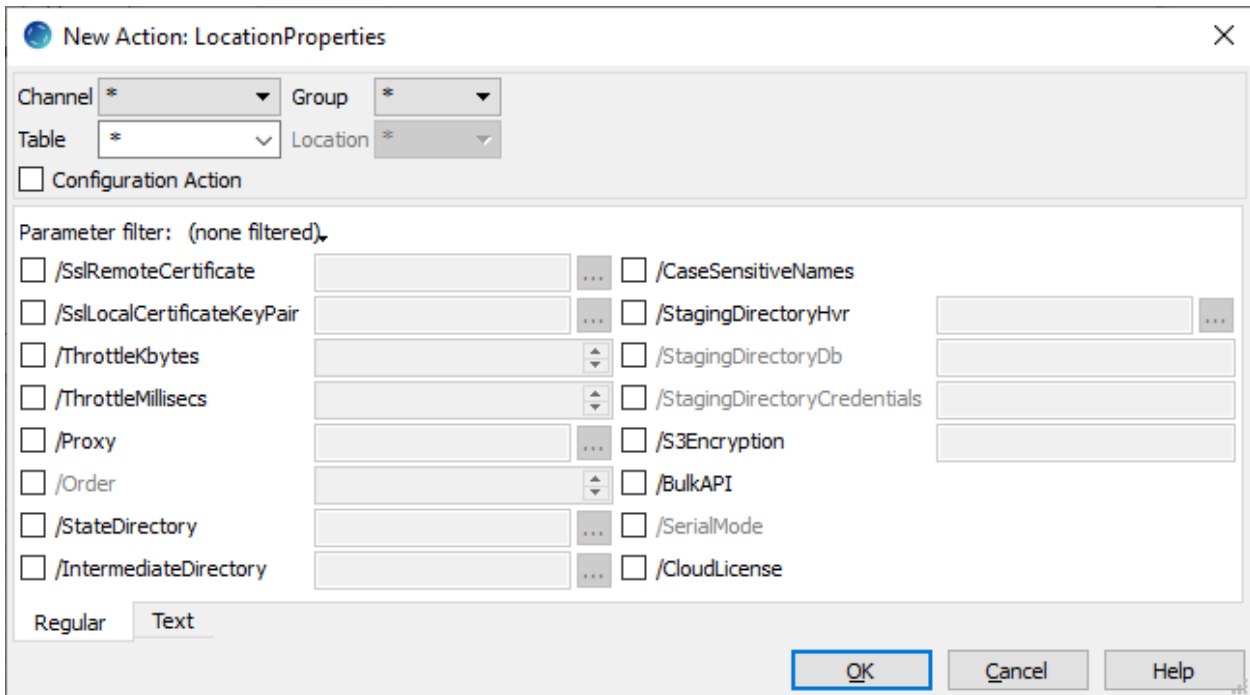 New Action: LocationProperties
Channel * Group *
Table * Location *
Configuration Action
Parameter filter: (none filtered)
/SslRemoteCertificate ... /CaseSensitiveNames
/SslLocalCertificateKeyPair ... /StagingDirectoryHvr ...
/ThrottleKbytes /StagingDirectoryDb
/ThrottleMillisecs /StagingDirectoryCredentials
/Proxy ... /S3Encryption
/Order /BulkAPI
/StateDirectory ... /SerialMode
/IntermediateDirectory ... /CloudLicense
Regular Text
OK Cancel Help